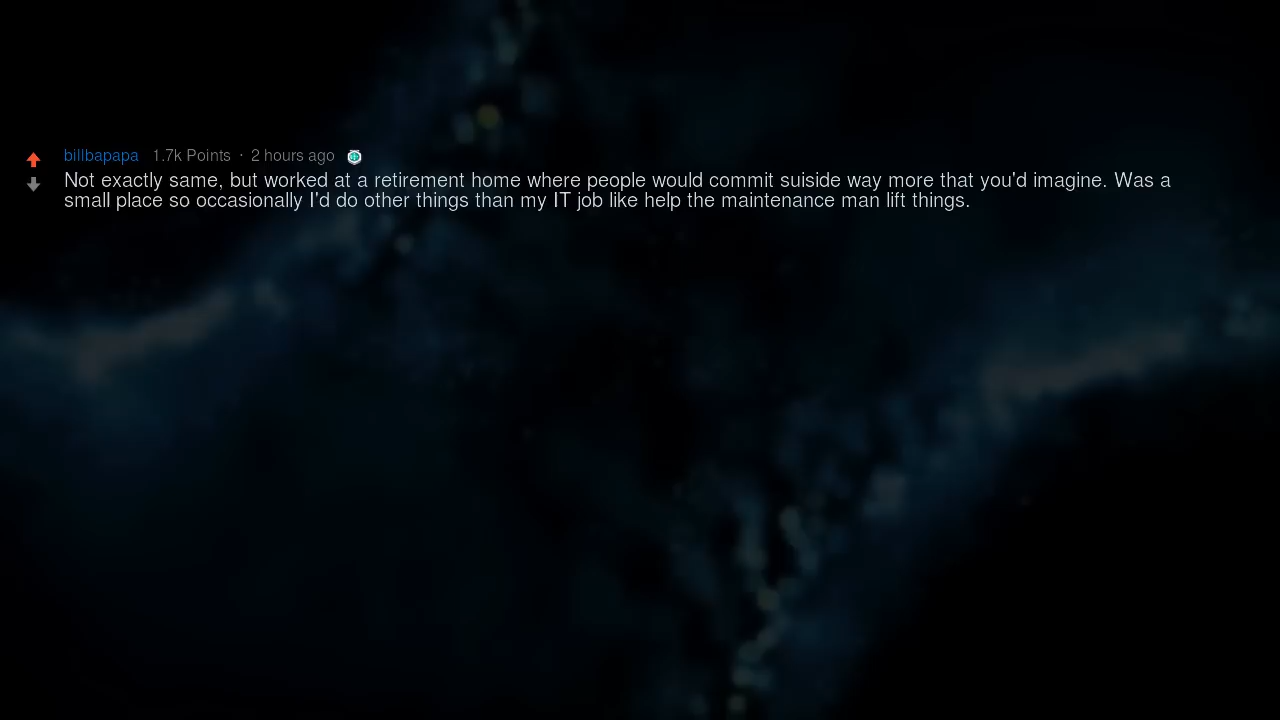 billbapapa 1.7k Points · 2 hours ago
Not exactly same, but worked at a retirement home where people would commit suiside way more that you'd imagine. Was a
small place so occasionally I'd do other things than my IT job like help the maintenance man lift things.